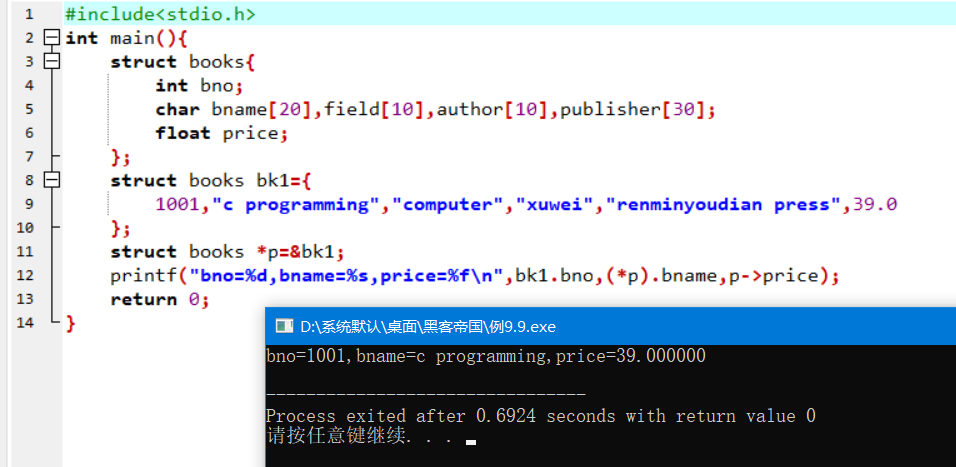 1 #include<stdio.h>
2 int main(){
3 struct books{
4 int bno;
5 char bname[20],field[10],author[10],publisher[30];
6 float price;
7 };
8 struct books bk1={
9 1001,"c programming","computer","xuwei","renminyoudian press",39.0
10 };
11 struct books *p=&bk1;
12 printf("bno=%d,bname=%s,price=%f\n",bk1.bno,(*p).bname,p->price);
13 return 0;
14 }
D:\系统默认\桌面\黑客帝国\例9.9.exe
bno=1001,bname=c programming,price=39.000000
--------------------------------
Process exited after 0.6924 seconds with return value 0
请按任意键继续. . .